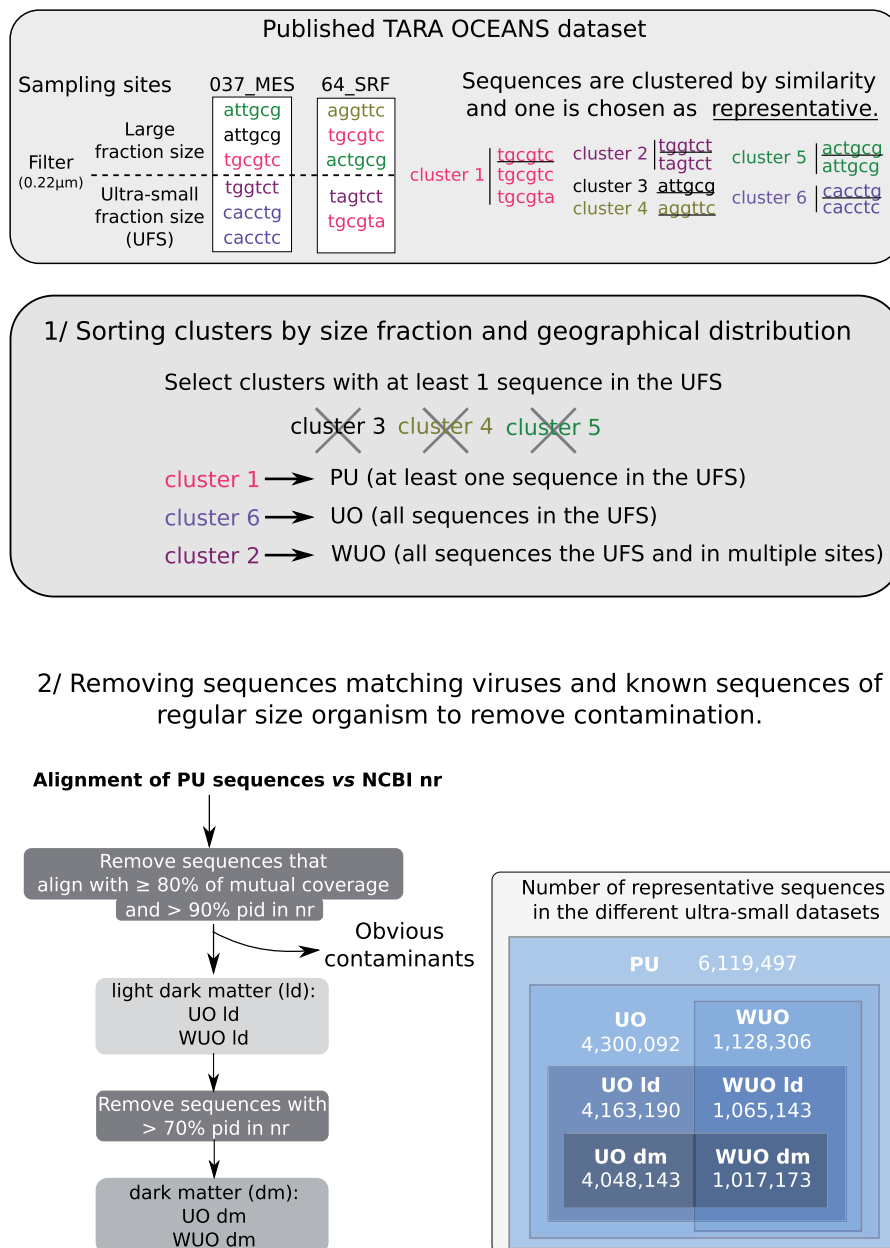 Published TARA OCEANS dataset
Sampling sites
037_MES
64_SRF
Filter
(0.22μm)
Large
fraction size
Ultra-small
fraction size
(UFS)
attgcg
attgcg
tgcgtc
tggtct
cacctg
cacctc
aggttc
tgcgtc
actgcg
tagtct
tgcgta
Sequences are clustered by similarity
and one is chosen as representative.
cluster 1
tgcgtc
tgcgtc
tgcgta
cluster 2
tggtct
tagtct
cluster 3 attgcg
cluster 4 aggttc
cluster 5
actgcg
attgcg
cluster 6
cacctg
cacctc
1/ Sorting clusters by size fraction and geographical distribution
Select clusters with at least 1 sequence in the UFS
cluster 3 cluster 4 cluster 5
cluster 1 PU (at least one sequence in the UFS)
cluster 6 UO (all sequences in the UFS)
cluster 2 WUO (all sequences the UFS and in multiple sites)
2/ Removing sequences matching viruses and known sequences of
regular size organism to remove contamination.
Alignment of PU sequences vs NCBI nr
Remove sequences that
align with ≥ 80% of mutual coverage
and > 90% pid in nr
Obvious
contaminants
light dark matter (ld):
UO ld
WUO ld
Remove sequences with
> 70% pid in nr
dark matter (dm):
UO dm
WUO dm
Number of representative sequences
in the different ultra-small datasets
PU 6,119,497
UO
4,300,092
WUO
1,128,306
UO ld
4,163,190
WUO ld
1,065,143
UO dm
4,048,143
WUO dm
1,017,173